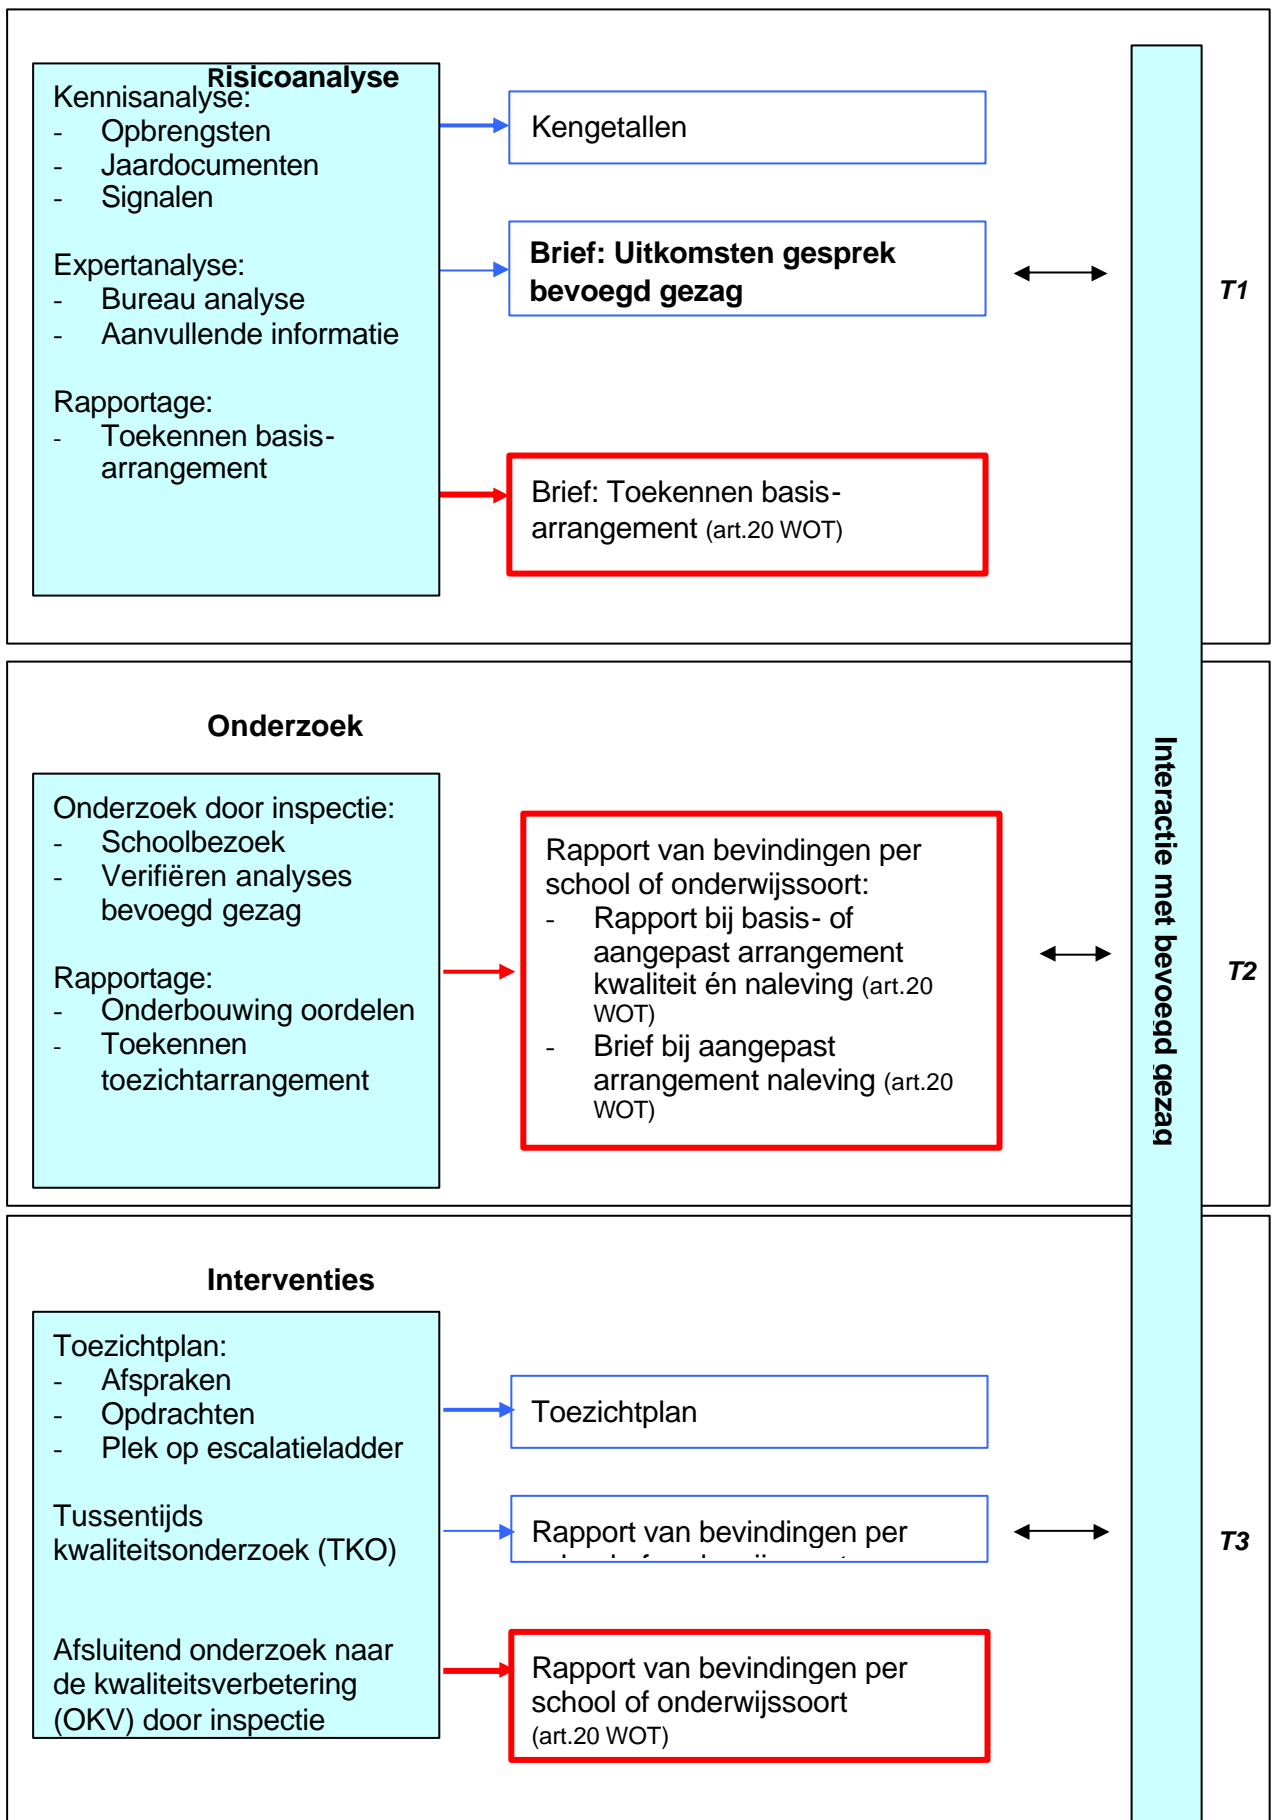 Risicoanalyse
Kennisanalyse:
- Opbrengsten
- Jaardocumenten
- Signalen
Expertanalyse:
- Bureau analyse
- Aanvullende informatie
Rapportage:
- Toekennen basis-
arrangement
Kengetallen
Brief: Uitkomsten gesprek
bevoegd gezag
Brief: Toekennen basis-
arrangement (art.20 WOT)
T1
Onderzoek
Onderzoek door inspectie:
- Schoolbezoek
- Verifiëren analyses
bevoegd gezag
Rapportage:
- Onderbouwing oordelen
- Toekennen
toezichtarrangement
Rapport van bevindingen per
school of onderwijssoort:
- Rapport bij basis- of
aangepast arrangement
kwaliteit én naleving (art.20
WOT)
- Brief bij aangepast
arrangement naleving (art.20
WOT)
Interactie met bevoegd gezag
T2
Interventies
Toezichtplan:
- Afspraken
- Opdrachten
- Plek op escalatieladder
Tussentijds
kwaliteitsonderzoek (TKO)
Afsluitend onderzoek naar
de kwaliteitsverbetering
(OKV) door inspectie
Toezichtplan
Rapport van bevindingen per
Rapport van bevindingen per
school of onderwijssoort
(art.20 WOT)
T3